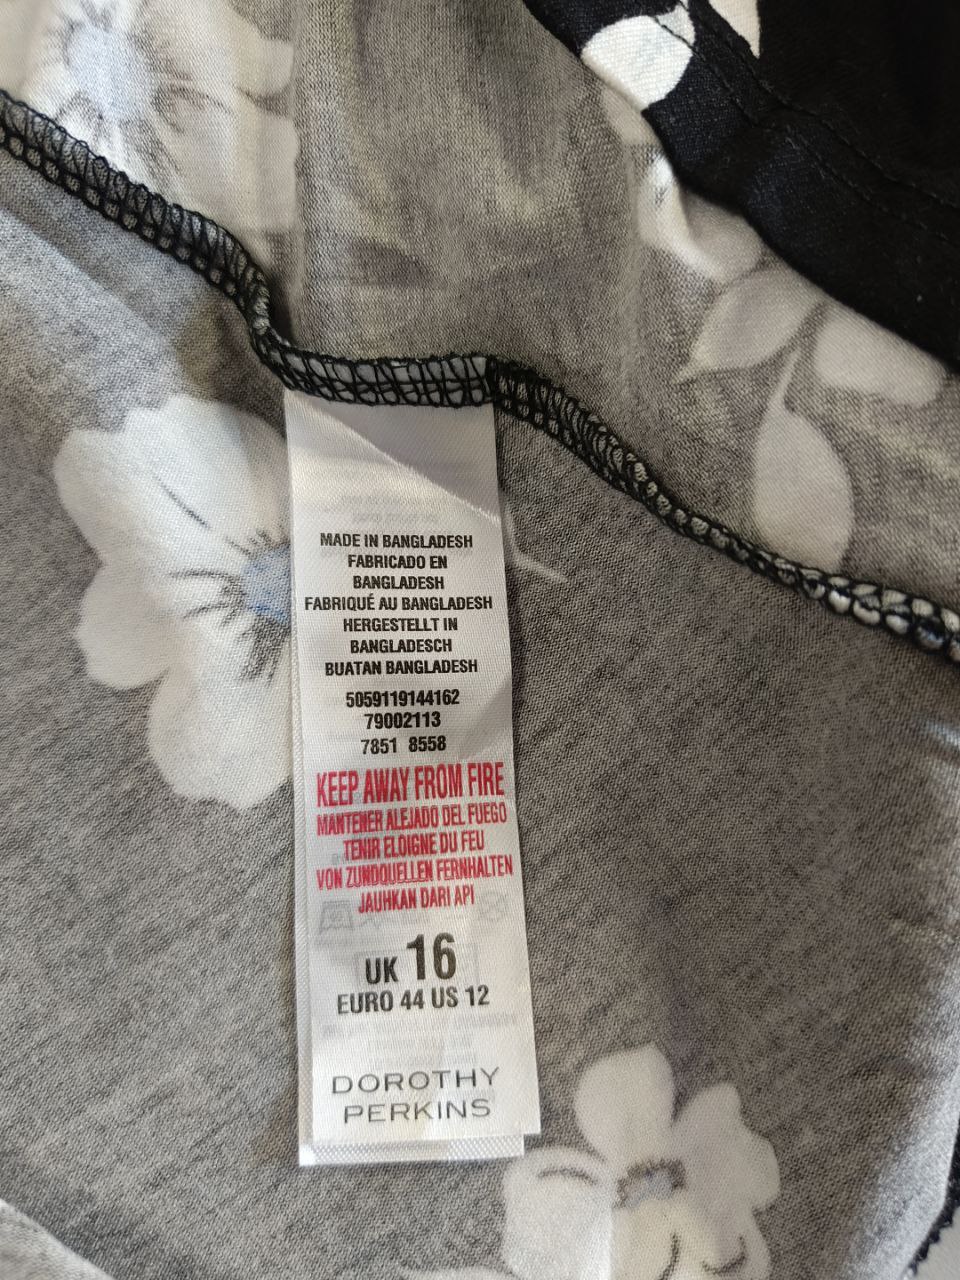 MADE IN BANGLADESH
FABRICADO EN
BANGLADESH
FABRIQUÉ AU BANGLADESH
HERGESTELLT IN
BANGLADESCH
BUATAN BANGLADESH
5059119144162
79002113
7851 8558
KEEP AWAY FROM FIRE
MANTENER ALEJADO DEL FUEGO
TENIR ELOIGNE DU FEU
VON ZUNDQUELLEN FERNHALTEN
JAUHKAN DARI API
UK 16
EURO 44 US 12
DOROTHY
PERKINS